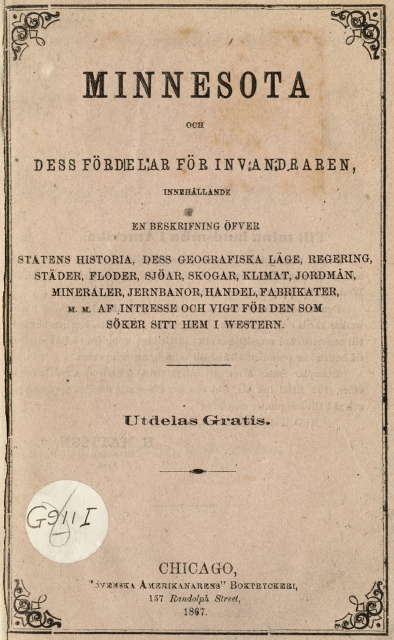 MINNESOTA
OCH
DESS FÖRDELAR FÖR INVANDRAREN,
INNEHÅLLANDE
EN BESKRIFNING ÖFVER
STATENS HISTORIA, DESS GEOGRAFISKA LÄGE, REGERING,
STÄDER, FLODER, SJÖAR, SKOGAR, KLIMAT, JORDMÅN,
MINERALER, JERNBANOR, HANDEL, FABRIKATER,
M. M. AF INTRESSE OCH VIGT FÖR DEN SOM
SÖKER SITT HEM I WESTERN.
Utdelas Gratis.
G911I
CHICAGO,
"SVENSKA AMERIKANARENS" BOKTRYCKERI,
157 Randolph Street,
1867.